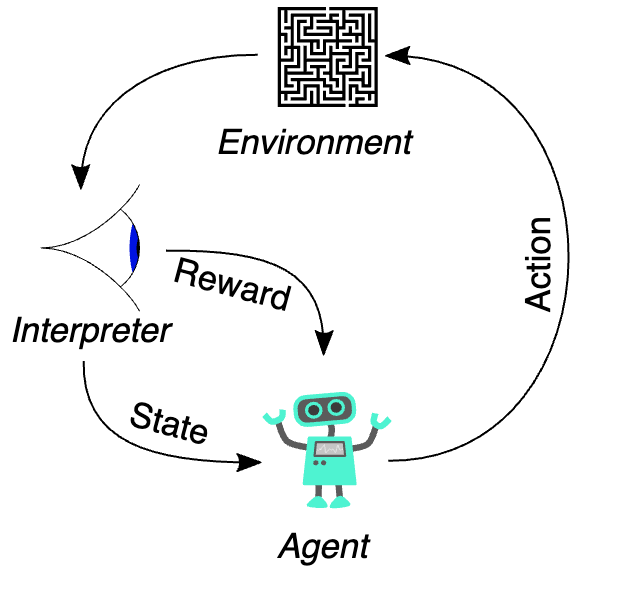 Environment
Reward
Action
Interpreter
State
Agent